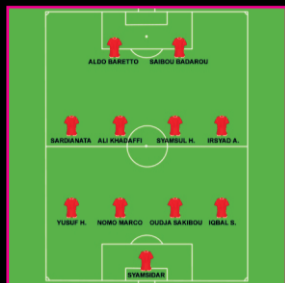 ALDO BARETTO SAIBOU BADAROU
SARDIANATA ALI KHADAFFI SYAMSUL H. IRSYAD A.
YUSUF H. NOMO MARCO OUDJA SAKIBOU IQBAL S.
SYAMSIDAR